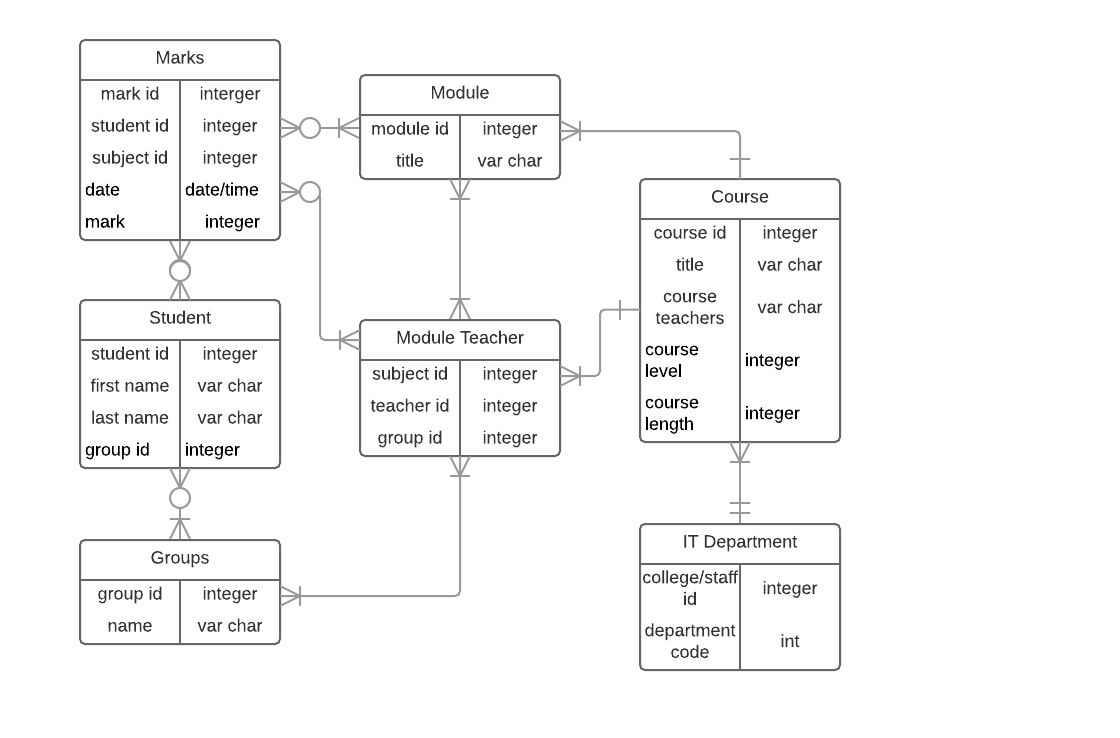 Marks
mark id interger
student id integer
subject id integer
date date/time
mark integer
Module
module id integer
title var char
Course
course id integer
title var char
course
teachers var char
course
level integer
course
length integer
Student
student id integer
first name var char
last name var char
group id integer
Module Teacher
subject id integer
teacher id integer
group id integer
Groups
group id integer
name var char
IT Department
college/staff
id integer
department
code int